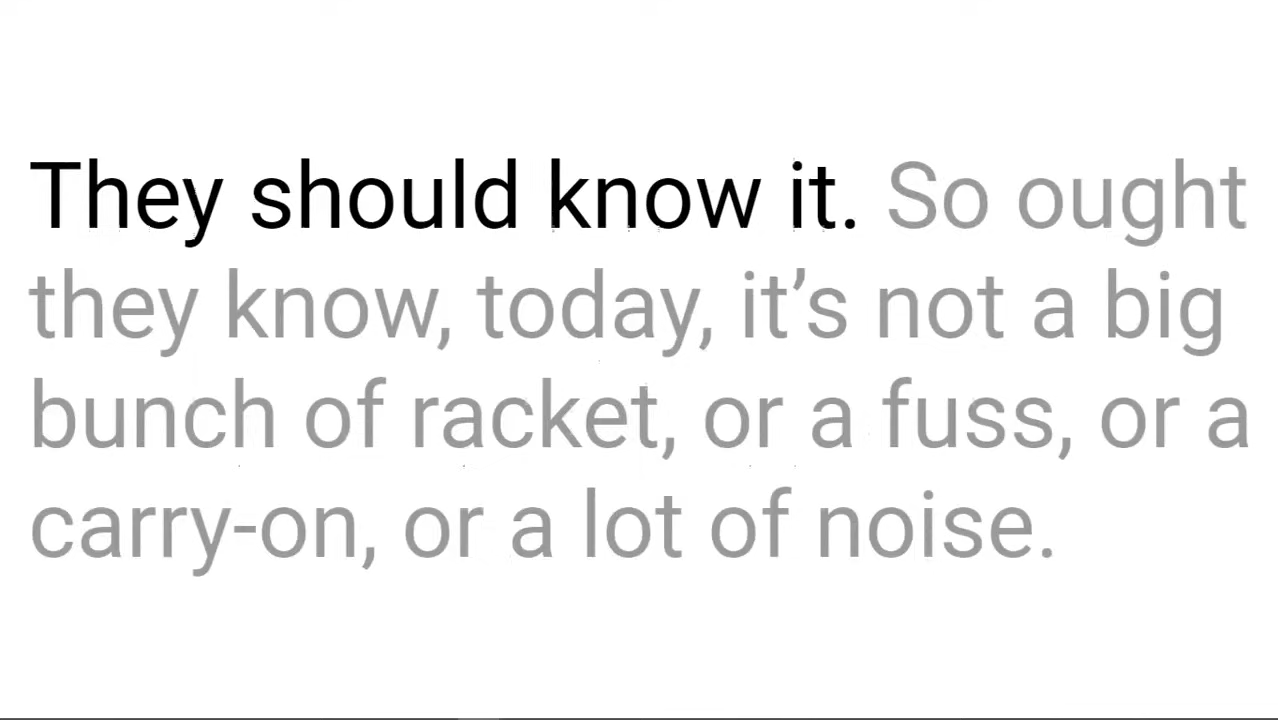 They should know it. So ought
they know, today, it’s not a big
bunch of racket, or a fuss, or a
carry-on, or a lot of noise.